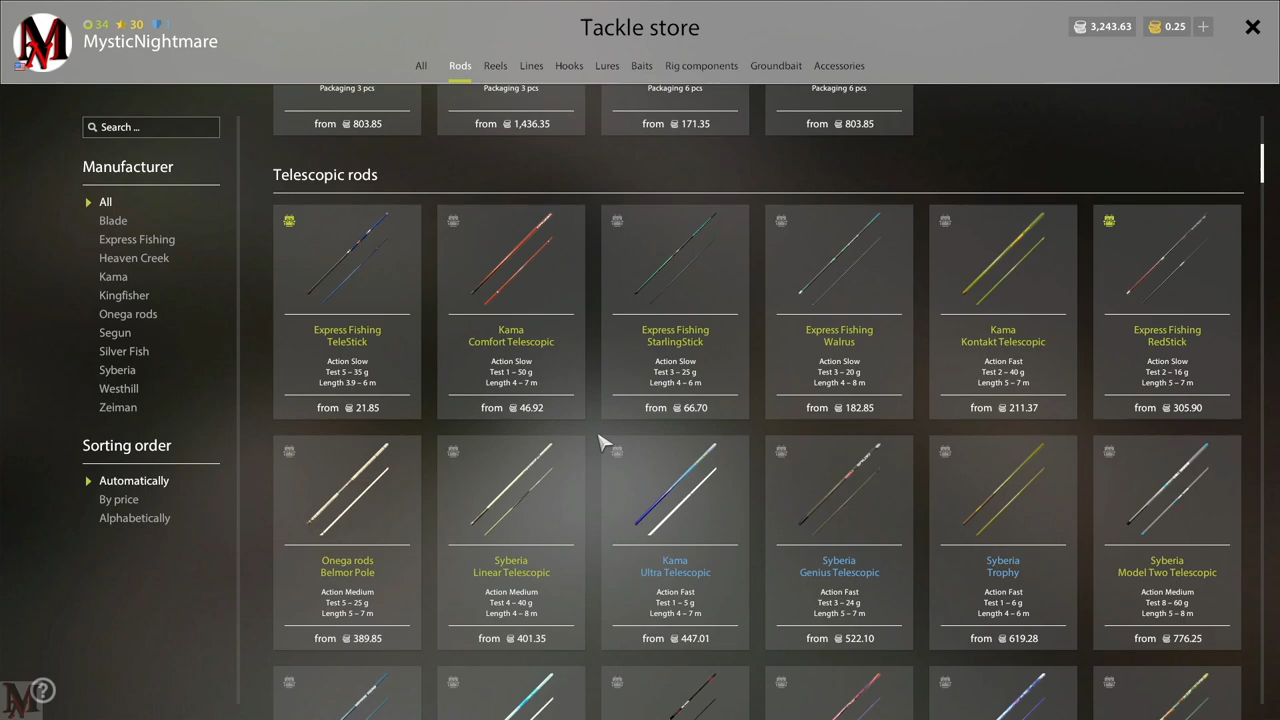 34 30
MysticNightmare
Tackle store
3,243.63 0.25 +
All Rods Reels Lines Hooks Lures Baits Rig components Groundbait Accessories
Packaging 3 pcs Packaging 3 pcs Packaging 6 pcs Packaging 6 pcs
from 803.85 from 1,436.35 from 171.35 from 803.85
Search ...
Manufacturer
All
Blade
Express Fishing
Heaven Creek
Kama
Kingfisher
Onega rods
Segun
Silver Fish
Syberia
Westhill
Zeiman
Sorting order
Automatically
By price
Alphabetically
Telescopic rods
Express Fishing
TeleStick
Action Slow
Test 5 – 35 g
Length 3.9 – 6 m
from 21.85
Kama
Comfort Telescopic
Action Slow
Test 1 – 50 g
Length 4 – 7 m
from 46.92
Express Fishing
StarlingStick
Action Slow
Test 3 – 25 g
Length 4 – 6 m
from 66.70
Express Fishing
Walrus
Action Slow
Test 3 – 20 g
Length 4 – 8 m
from 182.85
Kama
Kontakt Telescopic
Action Fast
Test 2 – 40 g
Length 5 – 7 m
from 211.37
Express Fishing
RedStick
Action Slow
Test 2 – 16 g
Length 5 – 7 m
from 305.90
Onega rods
Belmor Pole
Action Medium
Test 5 – 25 g
Length 5 – 7 m
from 389.85
Syberia
Linear Telescopic
Action Medium
Test 4 – 40 g
Length 4 – 8 m
from 401.35
Kama
Ultra Telescopic
Action Fast
Test 1 – 5 g
Length 4 – 7 m
from 447.01
Syberia
Genius Telescopic
Action Fast
Test 3 – 24 g
Length 4 – 7 m
from 522.10
Syberia
Trophy
Action Fast
Test 1 – 6 g
Length 4 – 6 m
from 619.28
Syberia
Model Two Telescopic
Action Medium
Test 8 – 60 g
Length 5 – 8 m
from 776.25
?